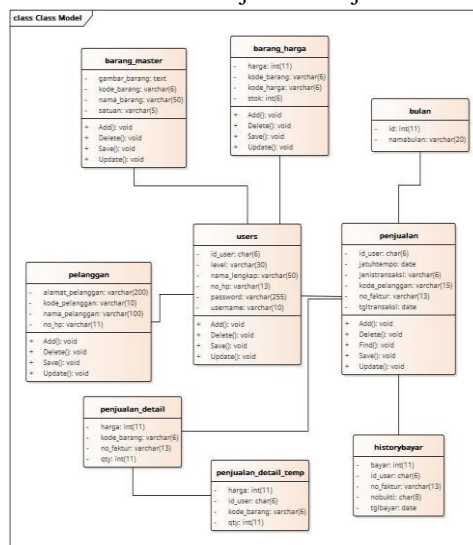 class Class Model
barang_master
- gambar_barang: text
- kode_barang: varchar(6)
- nama_barang: varchar(50)
- satuan: varchar(5)
+ Add(): void
+ Delete(): void
+ Save(): void
+ Update(): void
barang_harga
- harga: int(11)
- kode_barang: varchar(6)
- kode_harga: varchar(6)
- stok: int(6)
+ Add(): void
+ Delete(): void
+ Save(): void
+ Update(): void
bulan
- id: int(11)
- namabulan: varchar(20)
users
- id_user: char(6)
- level: varchar(30)
- nama_lengkap: varchar(50)
- no_hp: varchar(13)
- password: varchar(255)
- username: varchar(10)
penjualan
- id_user: char(6)
- jatuhtempo: date
- jenistransaksi: varchar(6)
- kode_pelanggan: varchar(15)
- no_faktur: varchar(13)
- tgltransaksi: date
+ Add(): void
+ Delete(): void
+ Find(): void
+ Save(): void
+ Update(): void
pelanggan
- alamat_pelanggan: varchar(200)
- kode_pelanggan: varchar(10)
- nama_pelanggan: varchar(100)
- no_hp: varchar(11)
+ Add(): void
+ Delete(): void
+ Save(): void
+ Update(): void
penjualan_detail
- harga: int(11)
- kode_barang: varchar(6)
- no_faktur: varchar(13)
- qty: int(11)
penjualan_detail_temp
- harga: int(11)
- id_user: char(6)
- kode_barang: varchar(6)
- qty: int(11)
historybayar
- bayar: int(11)
- id_user: char(6)
- no_faktur: varchar(13)
- nobukti: char(8)
- tglbayar: date